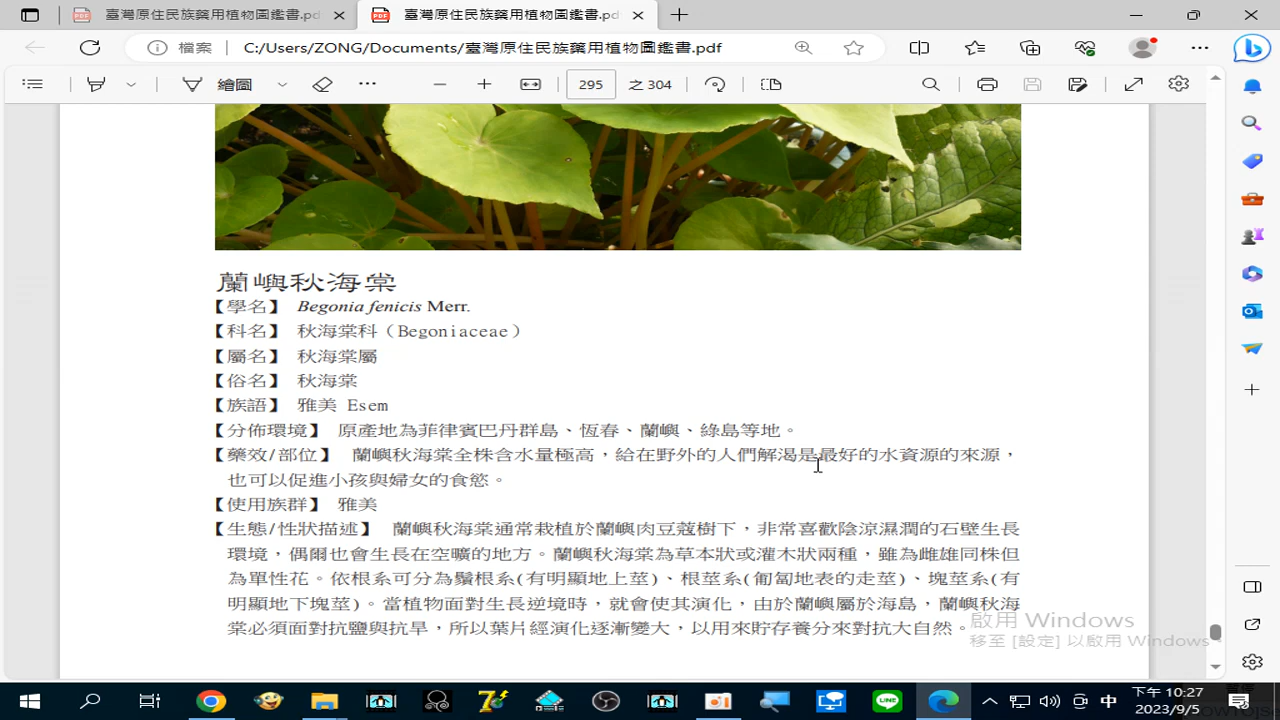 臺灣原住民族藥用植物圖鑑書.pd
臺灣原住民族藥用植物圖鑑書.pd
檔案 C:/Users/ZONG/Documents/臺灣原住民族藥用植物圖鑑書.pdf
繪圖 295 之 304
蘭嶼秋海棠
【學名】 Begonia fenicis Merr.
【科名】 秋海棠科（Begoniaceae）
【屬名】 秋海棠屬
【俗名】 秋海棠
【族語】 雅美 Esem
【分佈環境】 原產地為菲律賓巴丹群島、恆春、蘭嶼、綠島等地。
【藥效/部位】 蘭嶼秋海棠全株含水量極高，給在野外的人們解渴是最好的水資源的來源，
也可以促進小孩與婦女的食慾。
【使用族群】 雅美
【生態/性狀描述】 蘭嶼秋海棠通常栽植於蘭嶼肉豆蔻樹下，非常喜歡陰涼濕潤的石壁生長
環境，偶爾也會生長在空曠的地方。蘭嶼秋海棠為草本狀或灌木狀兩種，雖為雌雄同株但
為單性花。依根系可分為鬚根系(有明顯地上莖)、根莖系(匍匐地表的走莖)、塊莖系(有
明顯地下塊莖)。當植物面對生長逆境時，就會使其演化，由於蘭嶼屬於海島，蘭嶼秋海
棠必須面對抗鹽與抗旱，所以葉片經演化逐漸變大，以用來貯存養分來對抗大自然。
啟用 Windows
移至 [設定] 以啟用 Windows
中
下午 10:27
2023/9/5